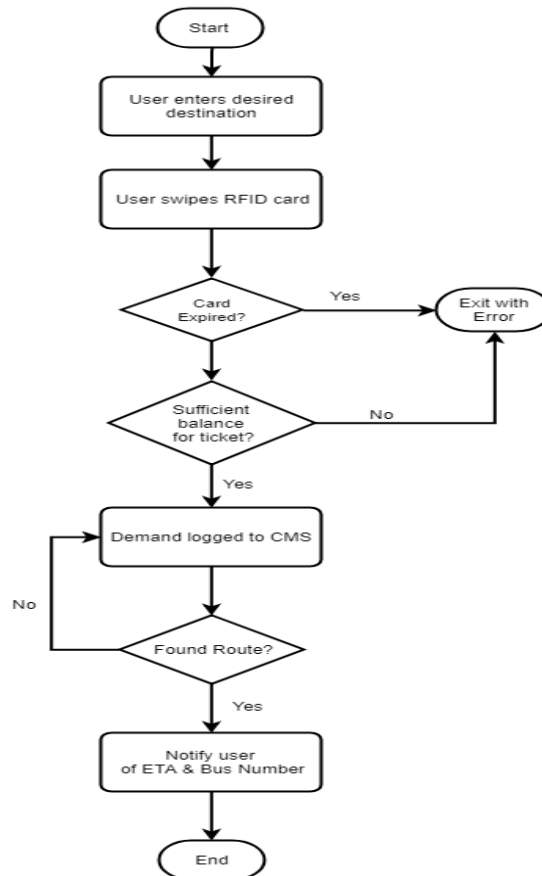 Start
User enters desired
destination
User swipes RFID card
Card
Expired?
Yes
Exit with
Error
Sufficient
balance
for ticket?
No
Yes
Demand logged to CMS
No
Found Route?
Yes
Notify user
of ETA & Bus Number
End